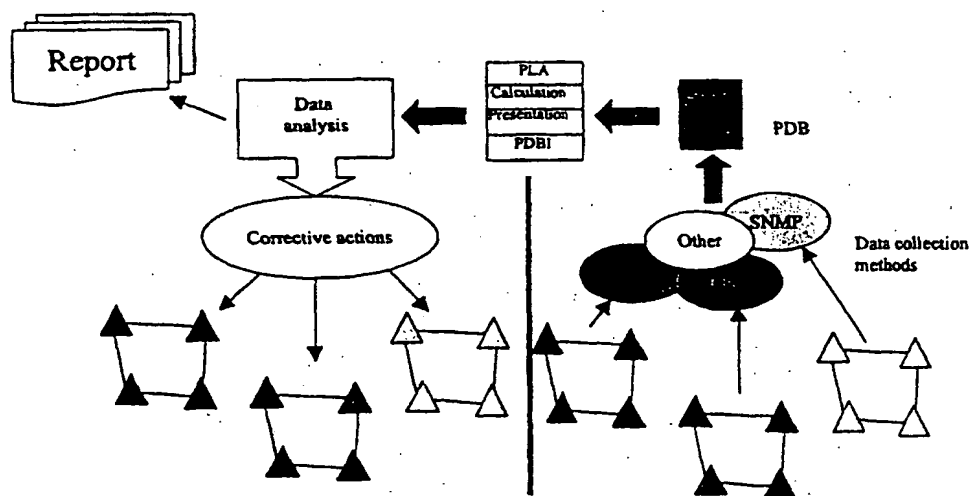 Report
Data
analysis
PLA
Calculation
Presentation
PDBI
PDB
Corrective actions
Other
SNMP
Data collection
methods